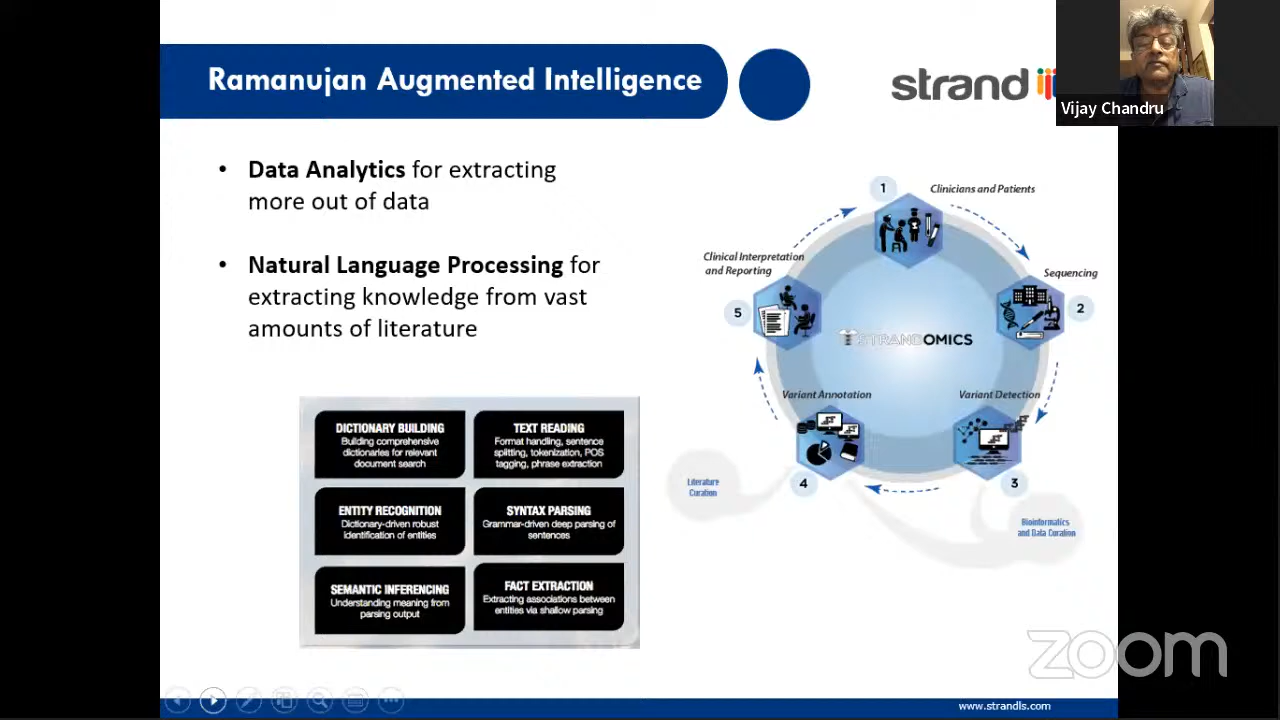 Ramanujan Augmented Intelligence
strand
Vijay Chandru
• Data Analytics for extracting
more out of data
• Natural Language Processing for
extracting knowledge from vast
amounts of literature
DICTIONARY BUILDING
Building comprehensive
dictionaries for relevant
document search
TEXT READING
Format handling, sentence
splitting, tokenization, POS
tagging, phrase extraction
ENTITY RECOGNITION
Dictionary-driven robust
identification of entities
SYNTAX PARSING
Grammar-driven deep parsing of
sentences
SEMANTIC INFERENCING
Understanding meaning from
parsing output
FACT EXTRACTION
Extracting associations between
entities via shallow parsing
1
Clinicians and Patients
Sequencing
2
Variant Detection
3
Variant Annotation
4
Clinical Interpretation
and Reporting
5
STRANDOMICS
Literature
Curation
Bioinformatics
and Data Curation
zoom
www.strandls.com